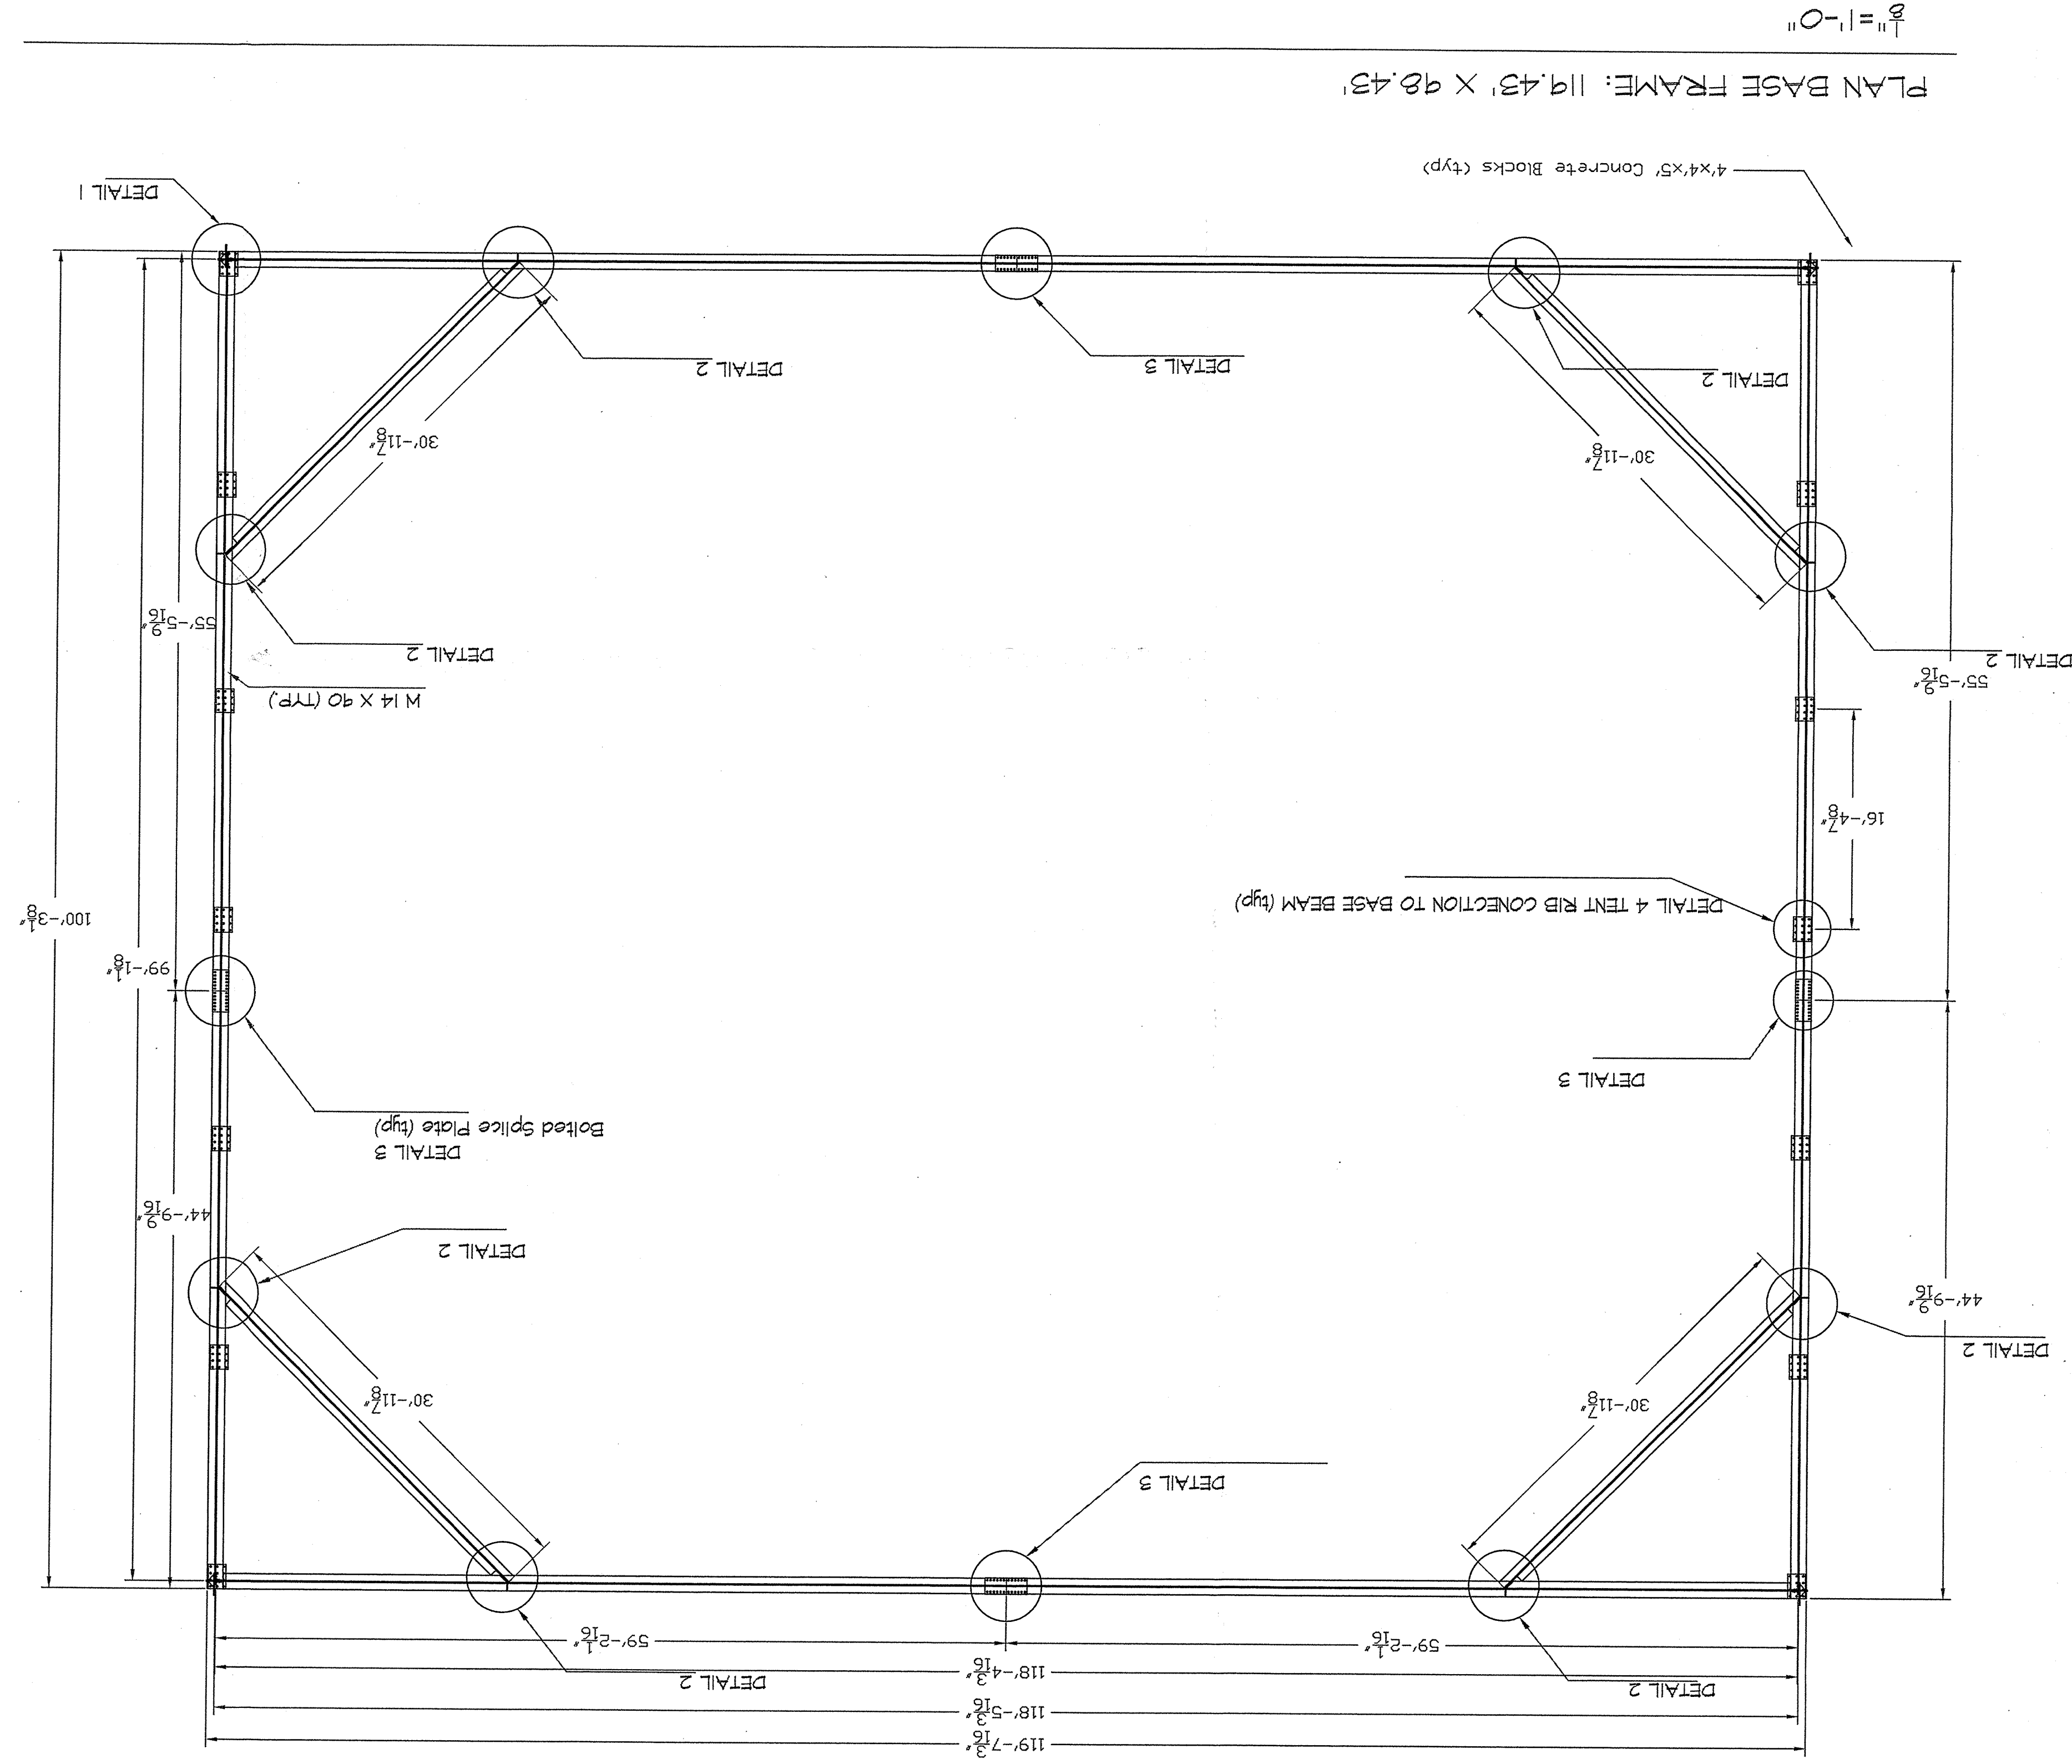 119'-7 3/16"
118'-5 3/16"
DETAIL 2
118'-4 3/16"
DETAIL 2
59'-2 1/16"
59'-2 1/16"
DETAIL 3
30'-11 7/8"
30'-11 7/8"
DETAIL 2
44'-9 9/16"
DETAIL 2
44'-9 9/16"
DETAIL 3
Bolted Splice Plate (typ)
DETAIL 3
99'-1 1/8"
100'-3 1/8"
DETAIL 4 TENT RIB CONECTION TO BASE BEAM (typ)
16'-4 7/8"
W 14 X 90 (TYP.)
55'-5 9/16"
DETAIL 2
DETAIL 2
55'-5 9/16"
30'-11 7/8"
30'-11 7/8"
DETAIL 2
DETAIL 3
DETAIL 2
DETAIL 1
4'x4'x5' Concrete Blocks (typ)
PLAN BASE FRAME: 119.43' X 98.43'
1/8"=1'-0"